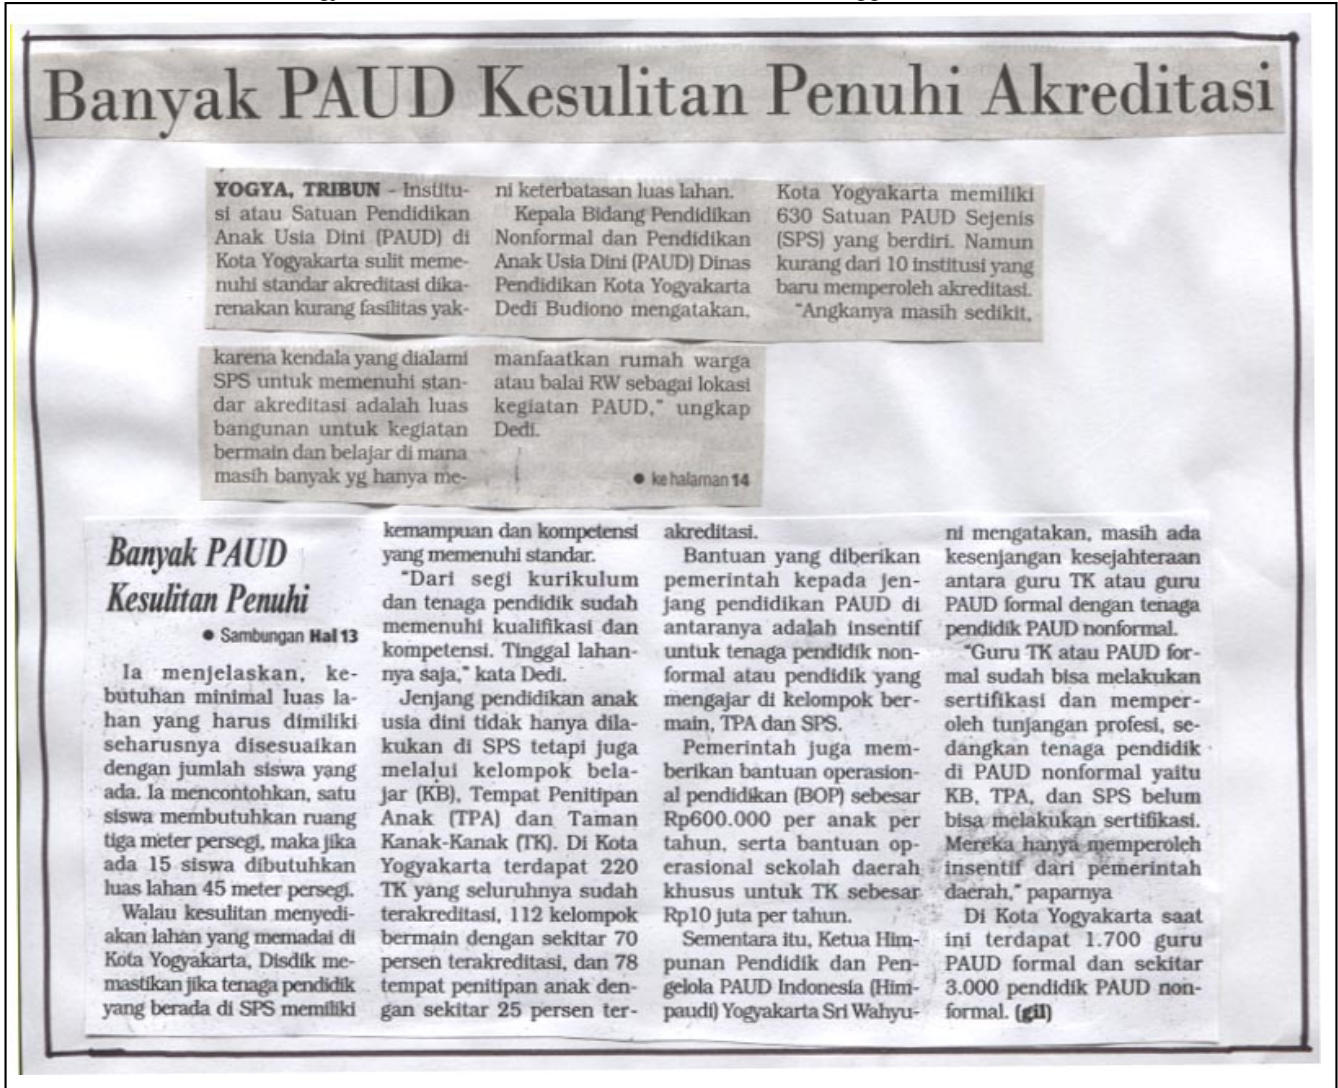 Banyak PAUD Kesulitan Penuhi Akreditasi
YOGYA, TRIBUN - Institu-
si atau Satuan Pendidikan
Anak Usia Dini (PAUD) di
Kota Yogyakarta sulit meme-
nuhi standar akreditasi dika-
renakan kurang fasilitas yak-
ni keterbatasan luas lahan.
Kepala Bidang Pendidikan
Nonformal dan Pendidikan
Anak Usia Dini (PAUD) Dinas
Pendidikan Kota Yogyakarta
Dedi Budiono mengatakan,
Kota Yogyakarta memiliki
630 Satuan PAUD Sejenis
(SPS) yang berdiri. Namun
kurang dari 10 institusi yang
baru memperoleh akreditasi.
"Angkanya masih sedikit,
karena kendala yang dialami
SPS untuk memenuhi stan-
dar akreditasi adalah luas
bangunan untuk kegiatan
bermain dan belajar di mana
masih banyak yg hanya me-
manfaatkan rumah warga
atau balai RW sebagai lokasi
kegiatan PAUD," ungkap
Dedi.
● ke halaman 14
Banyak PAUD
Kesulitan Penuhi
● Sambungan Hal 13
Ia menjelaskan, ke-
butuhan minimal luas la-
han yang harus dimiliki
seharusnya disesuaikan
dengan jumlah siswa yang
ada. Ia mencontohkan, satu
siswa membutuhkan ruang
tiga meter persegi, maka jika
ada 15 siswa dibutuhkan
luas lahan 45 meter persegi.
Walau kesulitan menyedi-
akan lahan yang memadai di
Kota Yogyakarta, Disdik me-
mastikan jika tenaga pendidik
yang berada di SPS memiliki
kemampuan dan kompetensi
yang memenuhi standar.
"Dari segi kurikulum
dan tenaga pendidik sudah
memenuhi kualifikasi dan
kompetensi. Tinggal lahan-
nya saja," kata Dedi.
Jenjang pendidikan anak
usia dini tidak hanya dila-
kukan di SPS tetapi juga
melalui kelompok bela-
jar (KB), Tempat Penitipan
Anak (TPA) dan Taman
Kanak-Kanak (TK). Di Kota
Yogyakarta terdapat 220
TK yang seluruhnya sudah
terakreditasi, 112 kelompok
bermain dengan sekitar 70
persen terakreditasi, dan 78
tempat penitipan anak den-
gan sekitar 25 persen ter-
akreditasi.
Bantuan yang diberikan
pemerintah kepada jen-
jang pendidikan PAUD di
antaranya adalah insentif
untuk tenaga pendidik non-
formal atau pendidik yang
mengajar di kelompok ber-
main, TPA dan SPS.
Pemerintah juga mem-
berikan bantuan operasion-
al pendidikan (BOP) sebesar
Rp600.000 per anak per
tahun, serta bantuan op-
erasional sekolah daerah
khusus untuk TK sebesar
Rp10 juta per tahun.
Sementara itu, Ketua Him-
punan Pendidik dan Pen-
gelola PAUD Indonesia (Him-
paudi) Yogyakarta Sri Wahyu-
ni mengatakan, masih ada
kesenjangan kesejahteraan
antara guru TK atau guru
PAUD formal dengan tenaga
pendidik PAUD nonformal.
"Guru TK atau PAUD for-
mal sudah bisa melakukan
sertifikasi dan memper-
oleh tunjangan profesi, se-
dangkan tenaga pendidik
di PAUD nonformal yaitu
KB, TPA, dan SPS belum
bisa melakukan sertifikasi.
Mereka hanya memperoleh
insentif dari pemerintah
daerah," paparnya
Di Kota Yogyakarta saat
ini terdapat 1.700 guru
PAUD formal dan sekitar
3.000 pendidik PAUD non-
formal. (gil)